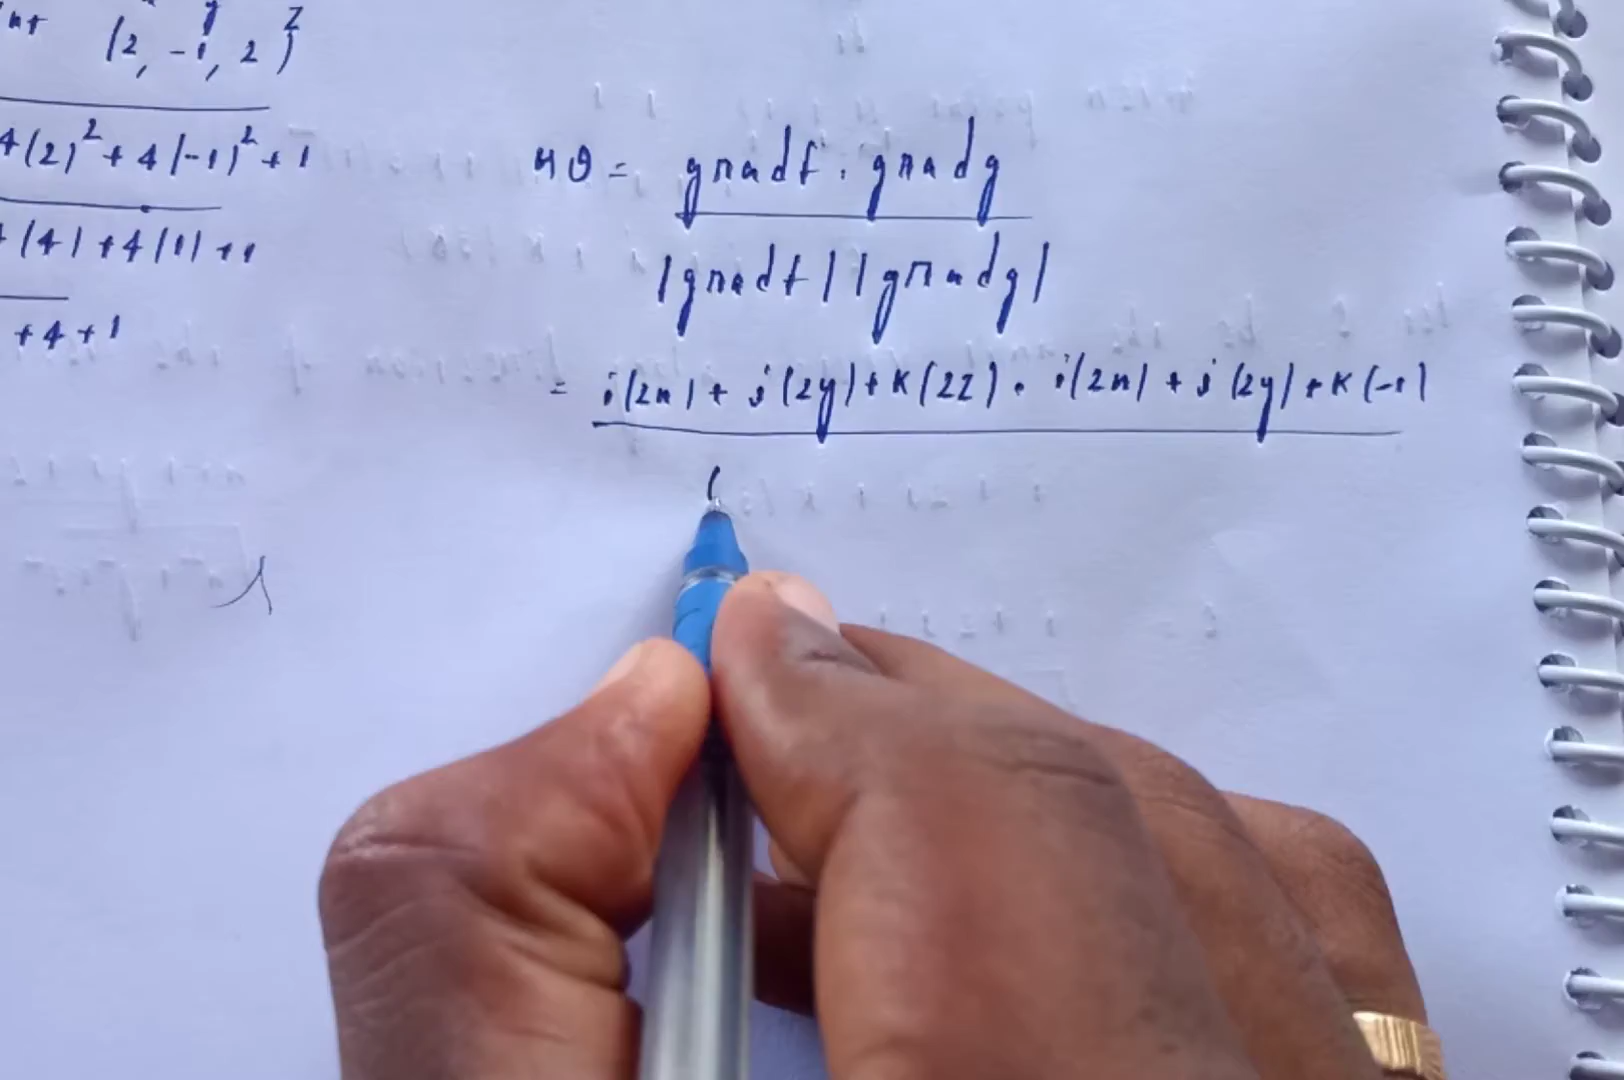 z
(2, -1, 2)
4(2)² + 4(-1)² + 1
(4) + 4(1) + 1
+ 4 + 1
θ = grad f . grad g
|grad f| |grad g|
= i(2x) + j(2y) + k(2z) . i(2x) + j(2y) + k(-1)
(